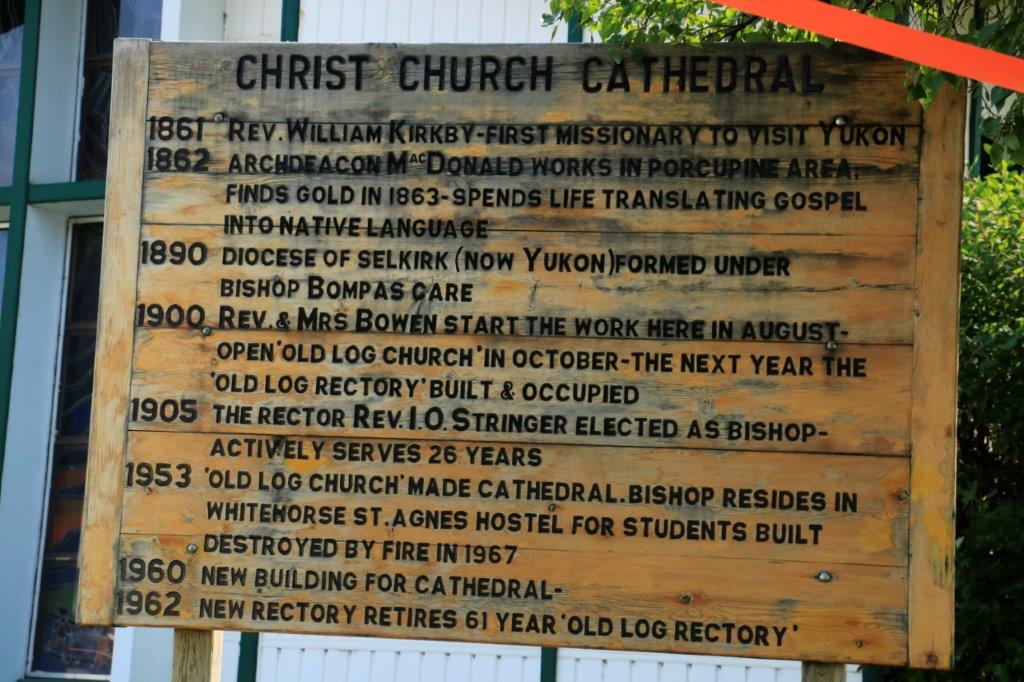 CHRIST CHURCH CATHEDRAL
1861 REV. WILLIAM KIRKBY-FIRST MISSIONARY TO VISIT YUKON
1862 ARCHDEACON MACDONALD WORKS IN PORCUPINE AREA,
FINDS GOLD IN 1863-SPENDS LIFE TRANSLATING GOSPEL
INTO NATIVE LANGUAGE
1890 DIOCESE OF SELKIRK (NOW YUKON) FORMED UNDER
BISHOP BOMPAS CARE
1900 REV. & MRS BOWEN START THE WORK HERE IN AUGUST-
OPEN 'OLD LOG CHURCH' IN OCTOBER-THE NEXT YEAR THE
'OLD LOG RECTORY' BUILT & OCCUPIED
1905 THE RECTOR REV. I.O. STRINGER ELECTED AS BISHOP-
ACTIVELY SERVES 26 YEARS
1953 'OLD LOG CHURCH' MADE CATHEDRAL. BISHOP RESIDES IN
WHITEHORSE ST. AGNES HOSTEL FOR STUDENTS BUILT
DESTROYED BY FIRE IN 1967
1960 NEW BUILDING FOR CATHEDRAL-
1962 NEW RECTORY RETIRES 61 YEAR 'OLD LOG RECTORY'